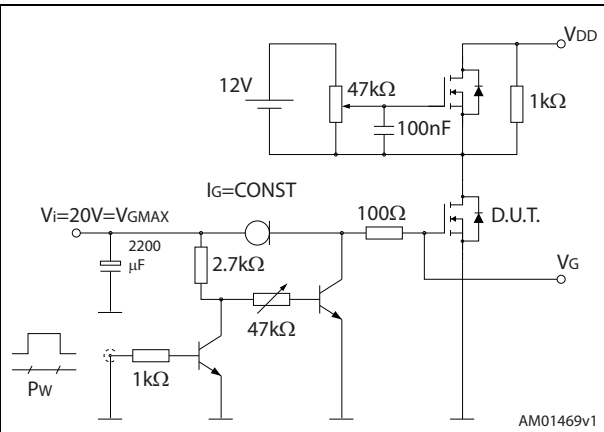 VDD
12V
47kΩ
1kΩ
100nF
IG=CONST
Vi=20V=VGMAX
100Ω
D.U.T.
2200
μF
2.7kΩ
VG
47kΩ
1kΩ
PW
AM01469v1